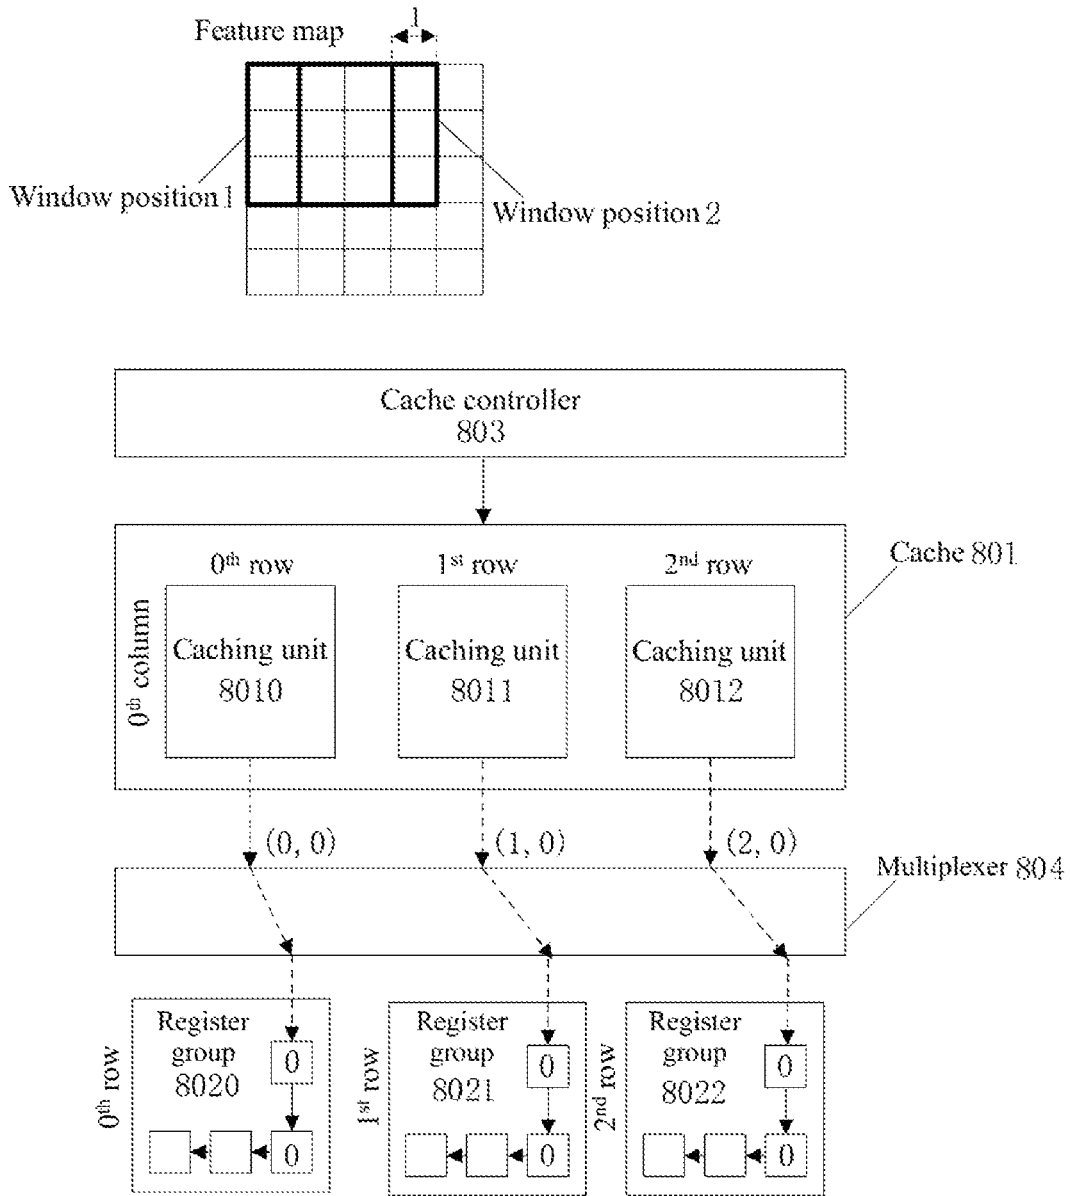 Feature map
1
Window position 1
Window position 2
Cache controller
803
0th row
1st row
2nd row
Cache 801
0th column
Caching unit
8010
Caching unit
8011
Caching unit
8012
(0, 0)
(1, 0)
(2, 0)
Multiplexer 804
0th row
Register
group
8020
0
0
1st row
Register
group
8021
0
0
2nd row
Register
group
8022
0
0